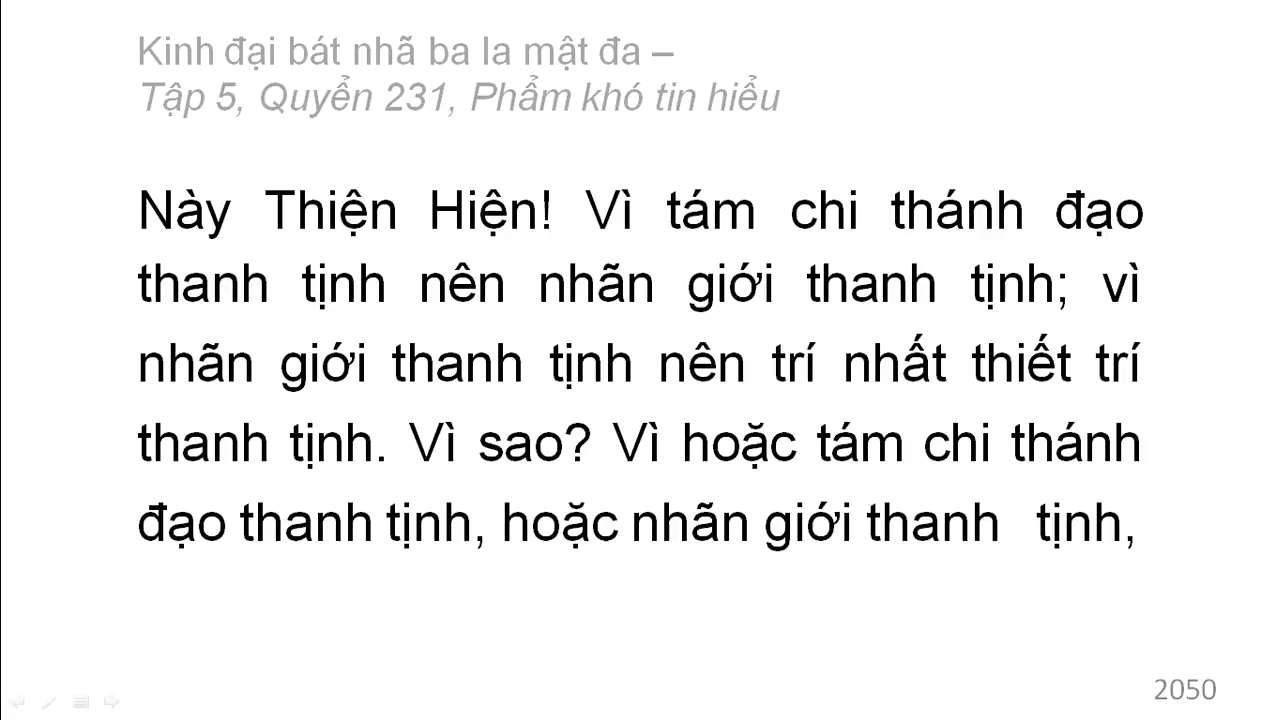 Kinh đại bát nhã ba la mật đa –
Tập 5, Quyển 231, Phẩm khó tin hiểu
Này Thiện Hiện! Vì tám chi thánh đạo
thanh tịnh nên nhãn giới thanh tịnh; vì
nhãn giới thanh tịnh nên trí nhất thiết trí
thanh tịnh. Vì sao? Vì hoặc tám chi thánh
đạo thanh tịnh, hoặc nhãn giới thanh tịnh,
2050